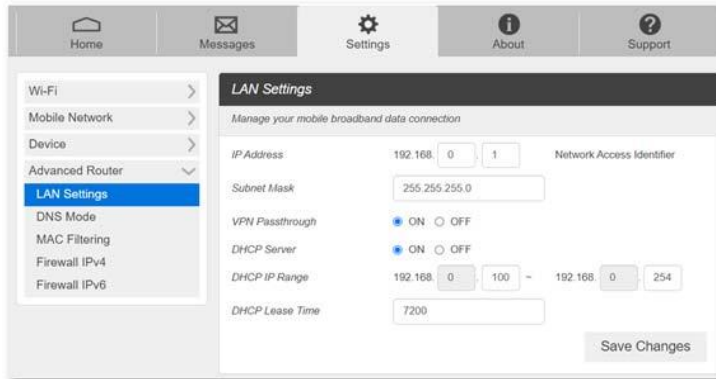 Home Messages Settings About Support
Wi-Fi
Mobile Network
Device
Advanced Router
LAN Settings
DNS Mode
MAC Filtering
Firewall IPv4
Firewall IPv6
LAN Settings
Manage your mobile broadband data connection
IP Address 192.168. 0 . 1 Network Access Identifier
Subnet Mask 255.255.255.0
VPN Passthrough ON OFF
DHCP Server ON OFF
DHCP IP Range 192.168. 0 . 100 ~ 192.168. 0 . 254
DHCP Lease Time 7200
Save Changes